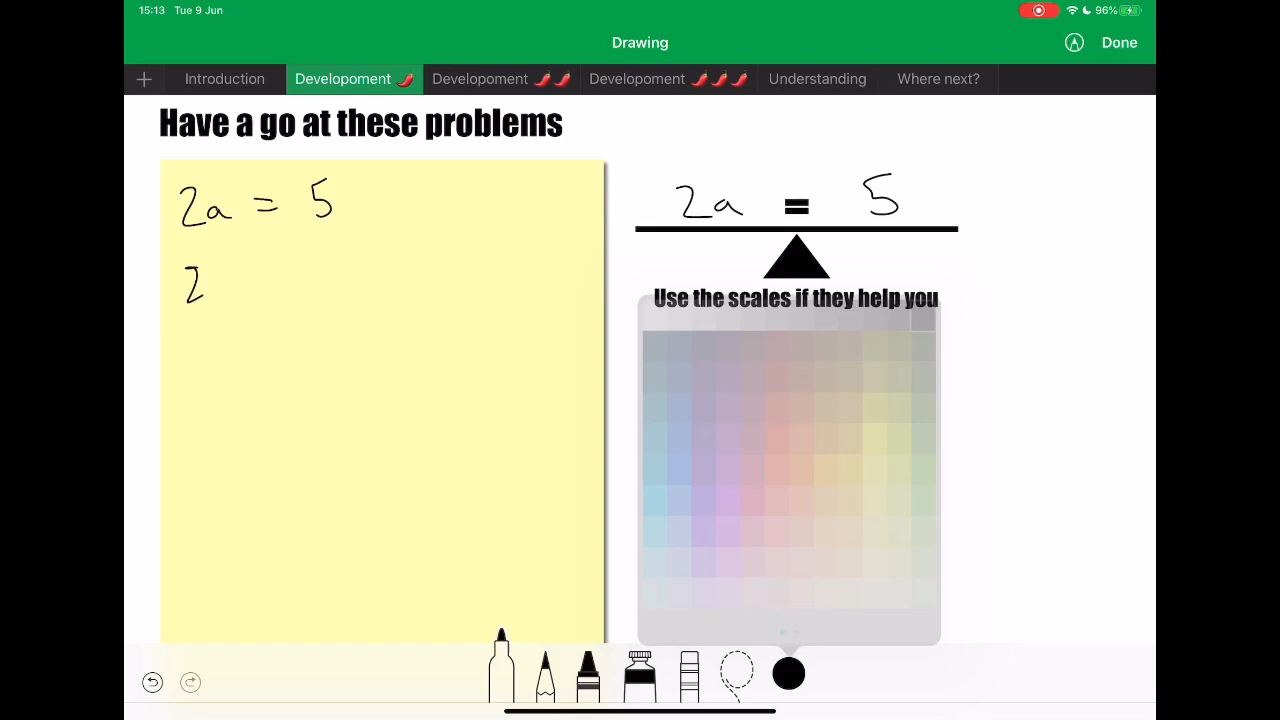 15:13 Tue 9 Jun 96%
Drawing Done
Introduction Developoment 🌶️ Developoment 🌶️🌶️ Developoment 🌶️🌶️🌶️ Understanding Where next?
Have a go at these problems
2a = 5
2
2a = 5
Use the scales if they help you